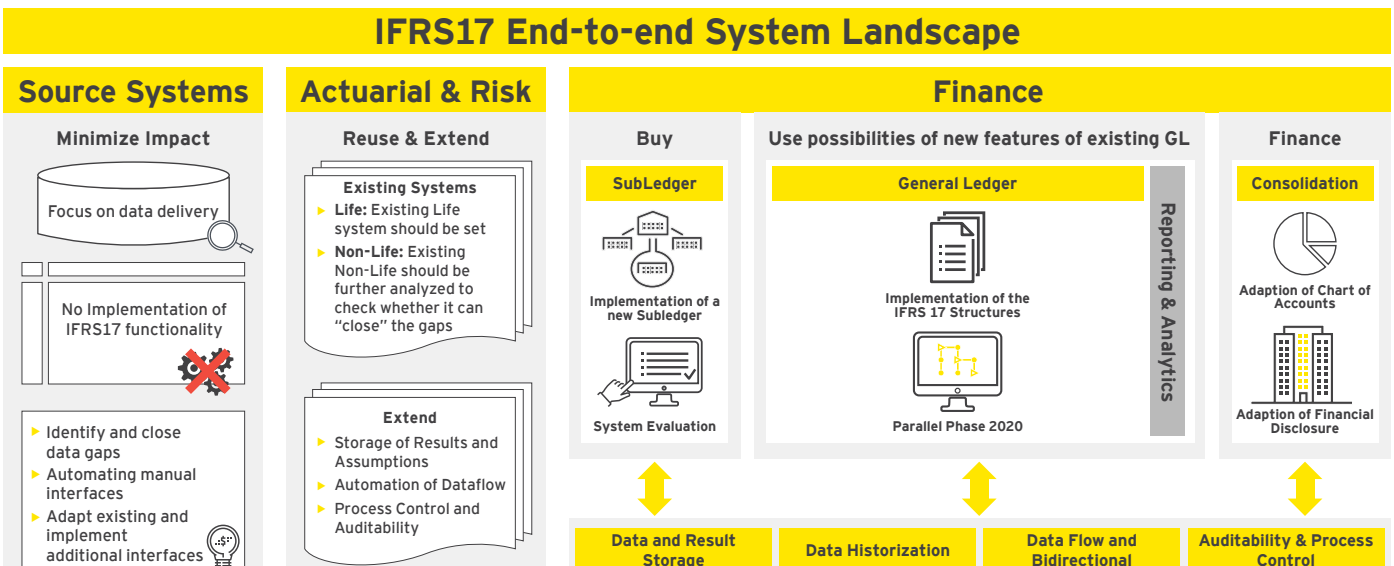 IFRS17 End-to-end System Landscape
Source Systems
Minimize Impact
Focus on data delivery
No Implementation of
IFRS17 functionality
► Identify and close
data gaps
► Automating manual
interfaces
► Adapt existing and
implement
additional interfaces
.$"
Actuarial & Risk
Reuse & Extend
Existing Systems
► Life: Existing Life
system should be set
► Non-Life: Existing
Non-Life should be
further analyzed to
check whether it can
“close” the gaps
Extend
► Storage of Results and
Assumptions
► Automation of Dataflow
► Process Control and
Auditability
Finance
Buy
SubLedger
Implementation of a
new Subledger
System Evaluation
Use possibilities of new features of existing GL
General Ledger
Implementation of the
IFRS 17 Structures
Parallel Phase 2020
Reporting & Analytics
Finance
Consolidation
Adaption of Chart of
Accounts
Adaption of Financial
Disclosure
Data and Result
Storage
Data Historization
Data Flow and
Bidirectional
Auditability & Process
Control